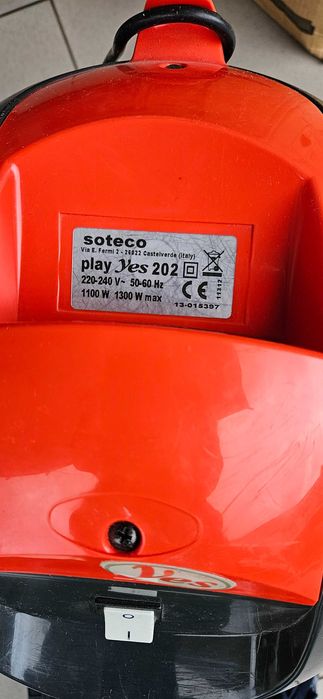 soteco
Via E. Fermi 2 - 26022 Castelverde (Italy)
play Yes 202
220-240 V~ 50-60 Hz
1100 W 1300 W max
CE
11312
13-015397
Yes